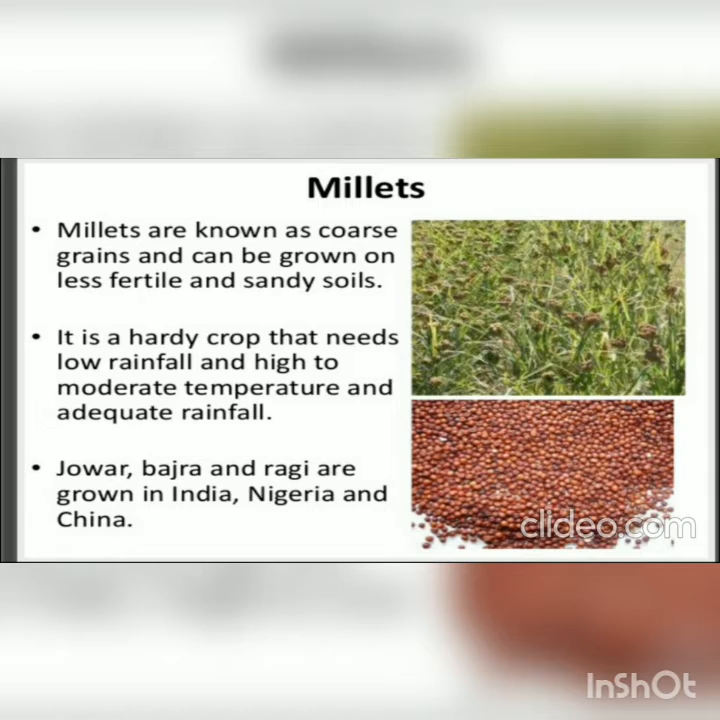 Millets
• Millets are known as coarse
grains and can be grown on
less fertile and sandy soils.
• It is a hardy crop that needs
low rainfall and high to
moderate temperature and
adequate rainfall.
• Jowar, bajra and ragi are
grown in India, Nigeria and
China.
clideo.com
InShOt